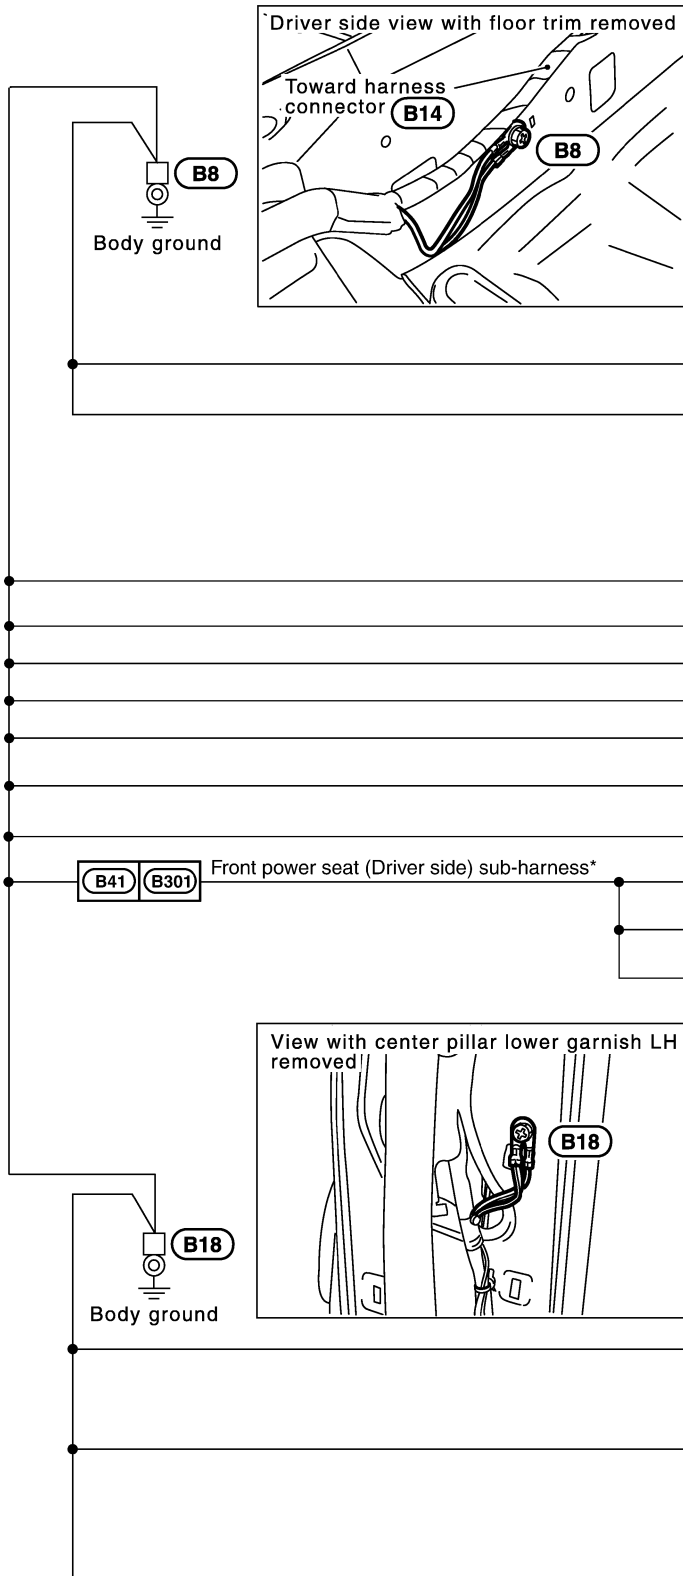 Driver side view with floor trim removed
Toward harness
connector B14
B8
B8
Body ground
B41 B301 Front power seat (Driver side) sub-harness*
View with center pillar lower garnish LH
removed
B18
B18
Body ground